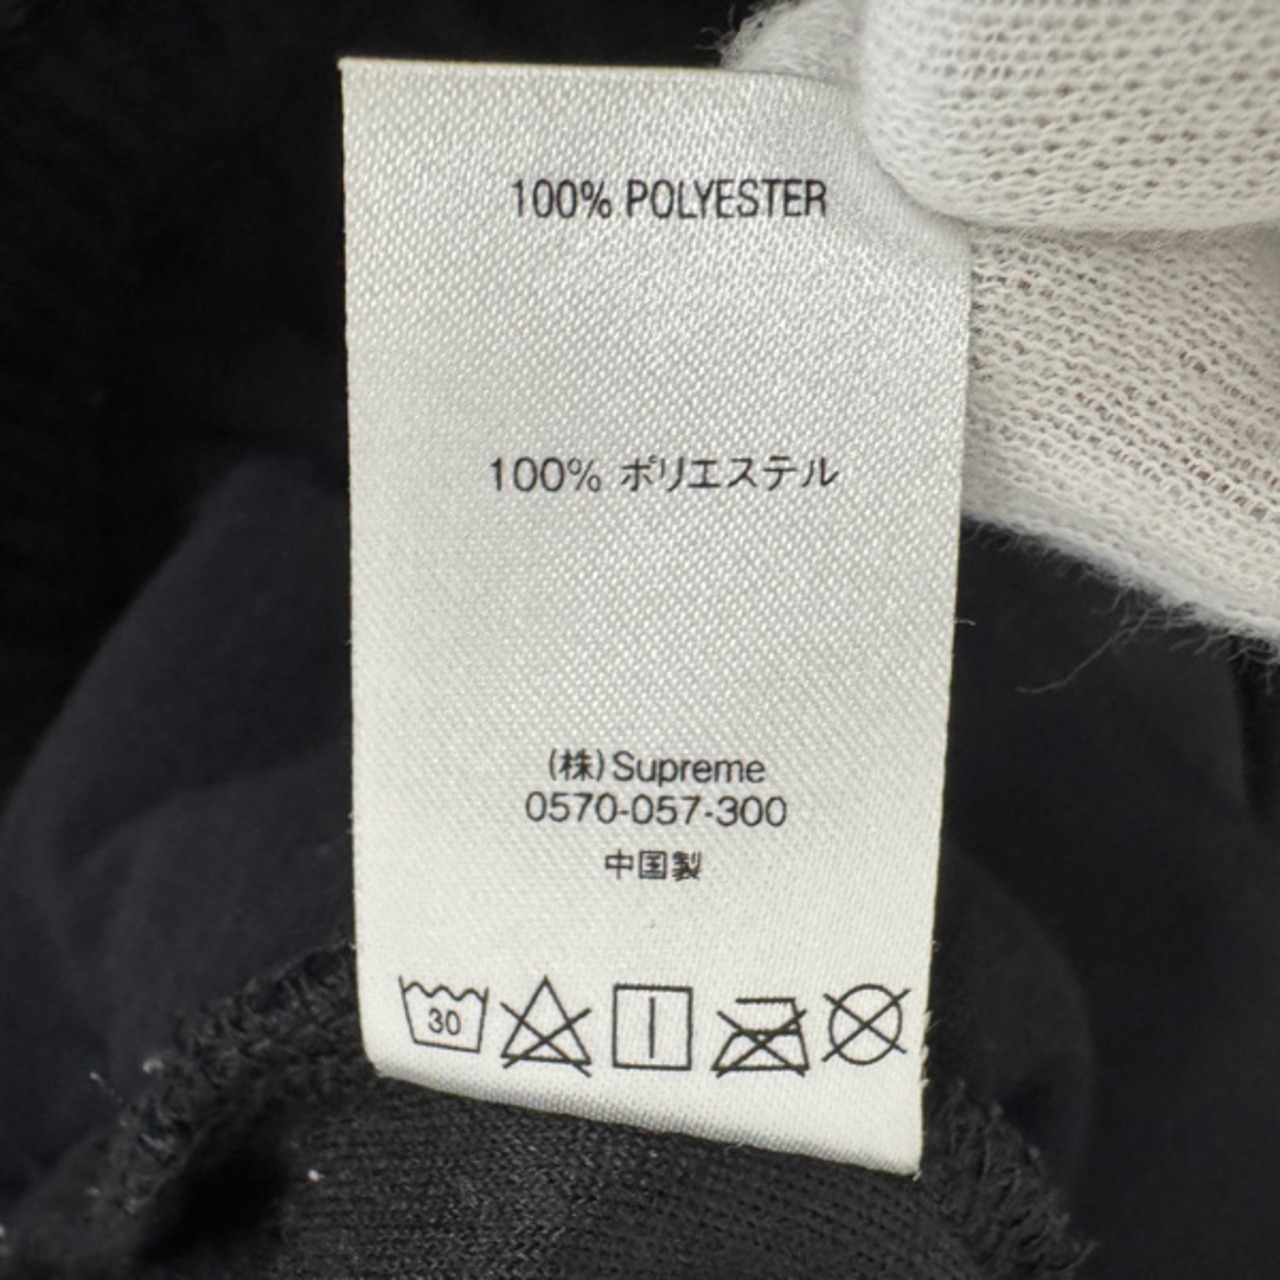 100% POLYESTER
100% ポリエステル
(株)Supreme
0570-057-300
中国製
30